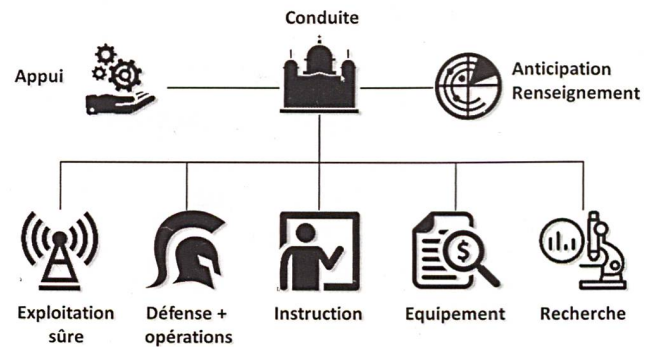 Conduite
Appui
Anticipation
Renseignement
$
Exploitation
sûre
Défense +
opérations
Instruction
Equipement
Recherche